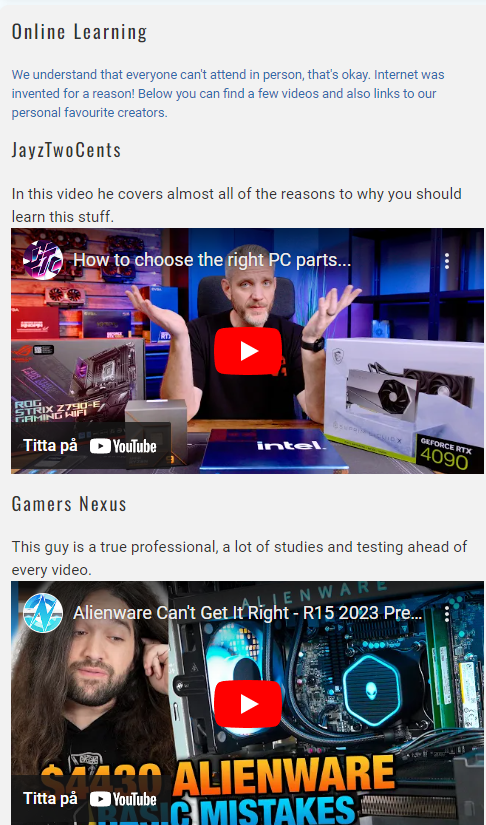 Online Learning
We understand that everyone can't attend in person, that's okay. Internet was
invented for a reason! Below you can find a few videos and also links to our
personal favourite creators.
JayzTwoCents
In this video he covers almost all of the reasons to why you should
learn this stuff.
How to choose the right PC parts...
ROG
STRIX Z790-E
GAMING WIFI
intel.
GEFORCE RTX
4090
Titta på YouTube
Gamers Nexus
This guy is a true professional, a lot of studies and testing ahead of
every video.
ALIENWARE
Alienware Can't Get It Right - R15 2023 Pre...
$4430 ALIENWARE
BASIC MISTAKES
Titta på YouTube